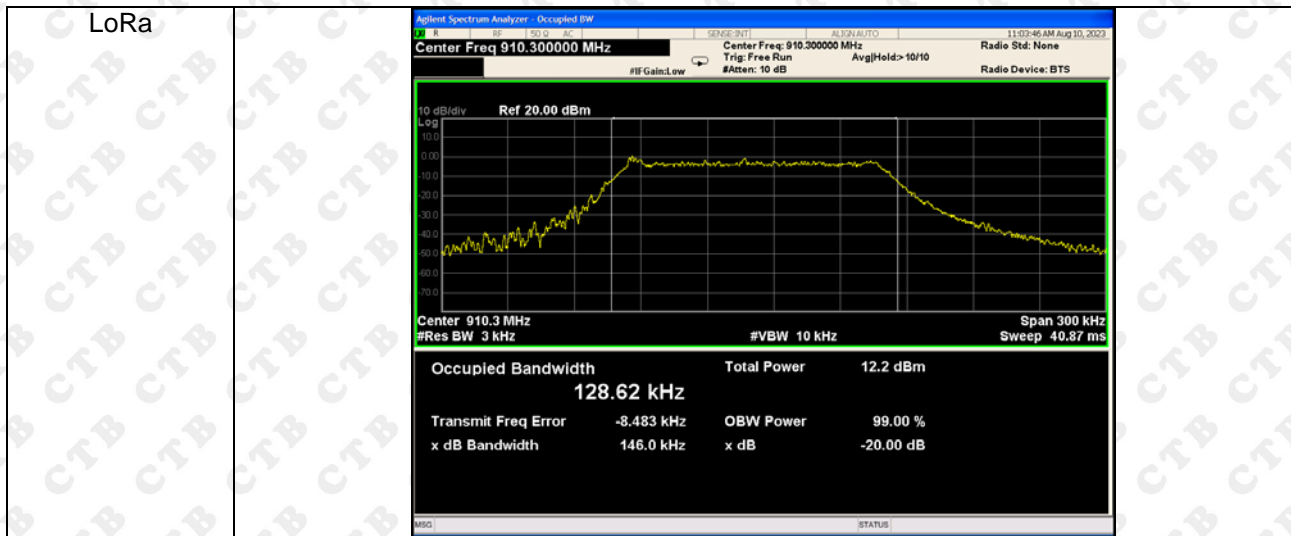 LoRa
Agilent Spectrum Analyzer - Occupied BW
R RF 50 Ω AC SENSE:INT ALIGN AUTO 11:03:46 AM Aug 10, 2023
Center Freq 910.300000 MHz Center Freq: 910.300000 MHz Radio Std: None
Trig: Free Run Avg|Hold:> 10/10
#IFGain:Low #Atten: 10 dB Radio Device: BTS
10 dB/div Ref 20.00 dBm
Log
10.0
0.00
-10.0
-20.0
-30.0
-40.0
-50.0
-60.0
-70.0
Center 910.3 MHz Span 300 kHz
#Res BW 3 kHz #VBW 10 kHz Sweep 40.87 ms
Occupied Bandwidth Total Power 12.2 dBm
128.62 kHz
Transmit Freq Error -8.483 kHz OBW Power 99.00 %
x dB Bandwidth 146.0 kHz x dB -20.00 dB
MSG STATUS